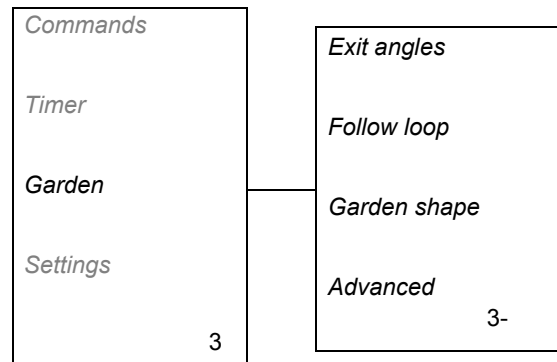 Commands
Timer
Garden
Settings
3
Exit angles
Follow loop
Garden shape
Advanced
3-